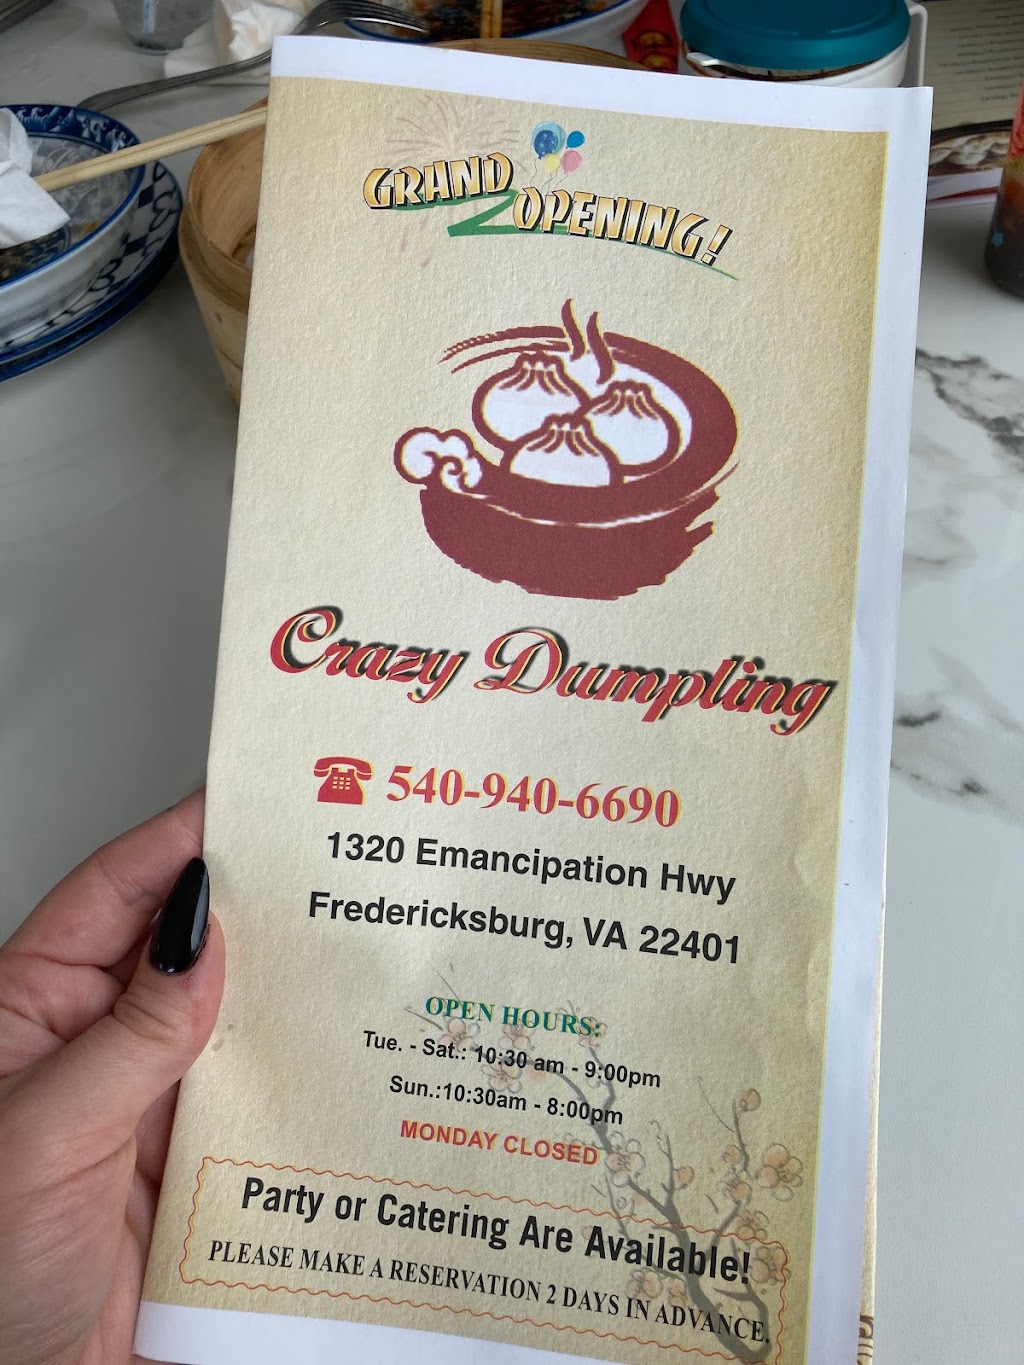 GRAND OPENING!
Crazy Dumpling
540-940-6690
1320 Emancipation Hwy
Fredericksburg, VA 22401
OPEN HOURS:
Tue. - Sat.: 10:30 am - 9:00pm
Sun.:10:30am - 8:00pm
MONDAY CLOSED
Party or Catering Are Available!
PLEASE MAKE A RESERVATION 2 DAYS IN ADVANCE.